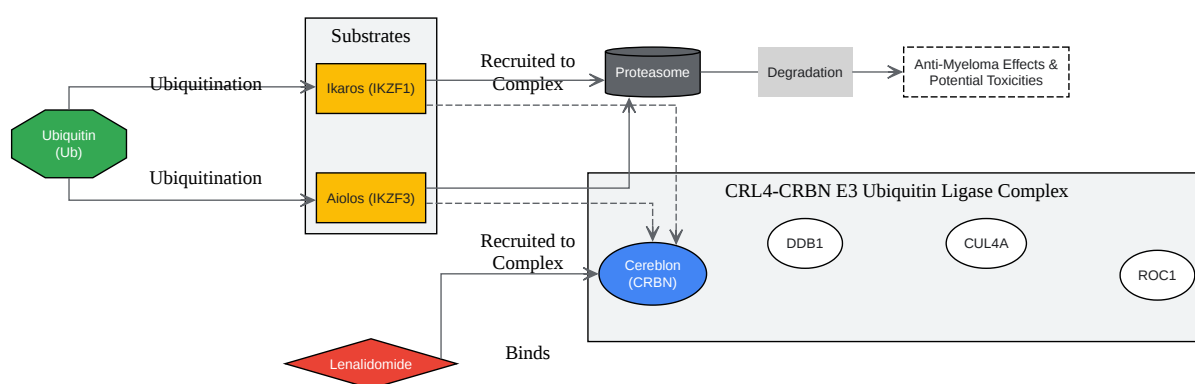 Substrates
Recruited to
Complex
Proteasome
Degradation
Anti-Myeloma Effects &
Potential Toxicities
Ubiquitination
Ikaros (IKZF1)
Ubiquitin
(Ub)
Ubiquitination
Aiolos (IKZF3)
CRL4-CRBN E3 Ubiquitin Ligase Complex
Recruited to
Complex
Cereblon
(CRBN)
DDB1
CUL4A
ROC1
Binds
Lenalidomide